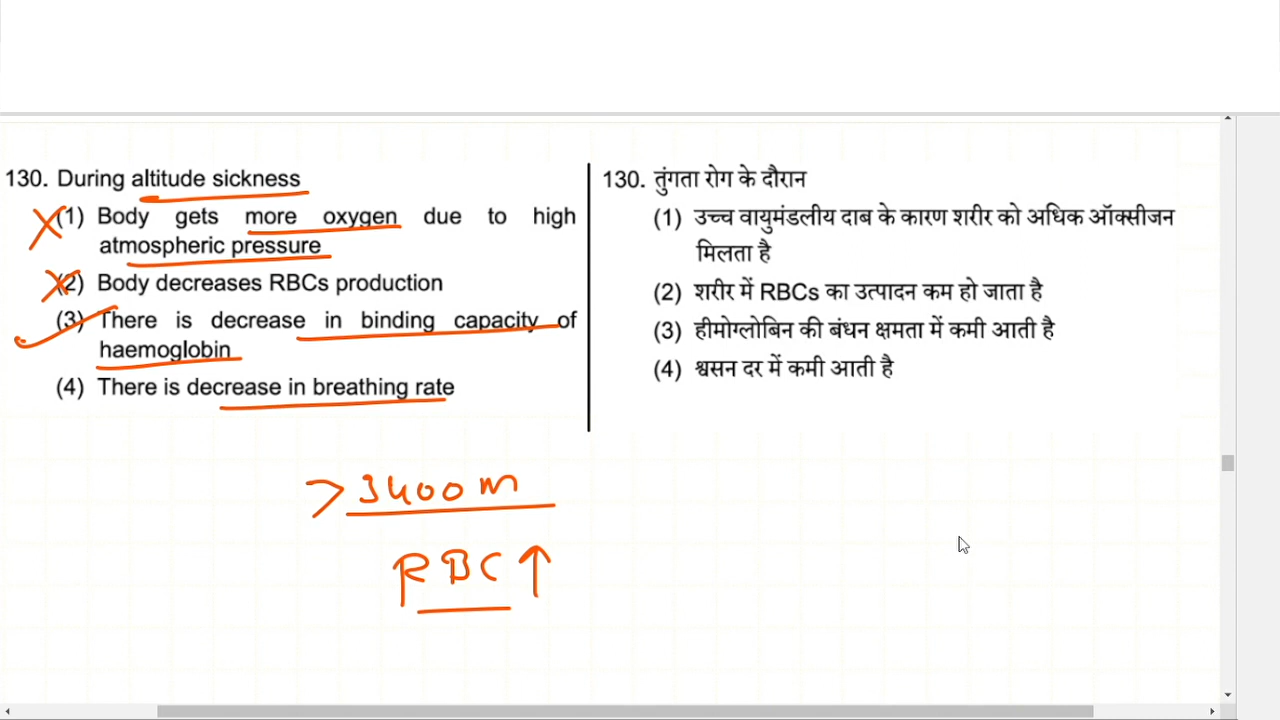 130. During altitude sickness
(1) Body gets more oxygen due to high
atmospheric pressure
(2) Body decreases RBCs production
(3) There is decrease in binding capacity of
haemoglobin
(4) There is decrease in breathing rate
130. तुंगता रोग के दौरान
(1) उच्च वायुमंडलीय दाब के कारण शरीर को अधिक ऑक्सीजन
मिलता है
(2) शरीर में RBCs का उत्पादन कम हो जाता है
(3) हीमोग्लोबिन की बंधन क्षमता में कमी आती है
(4) श्वसन दर में कमी आती है
> 3400 m
RBC ↑